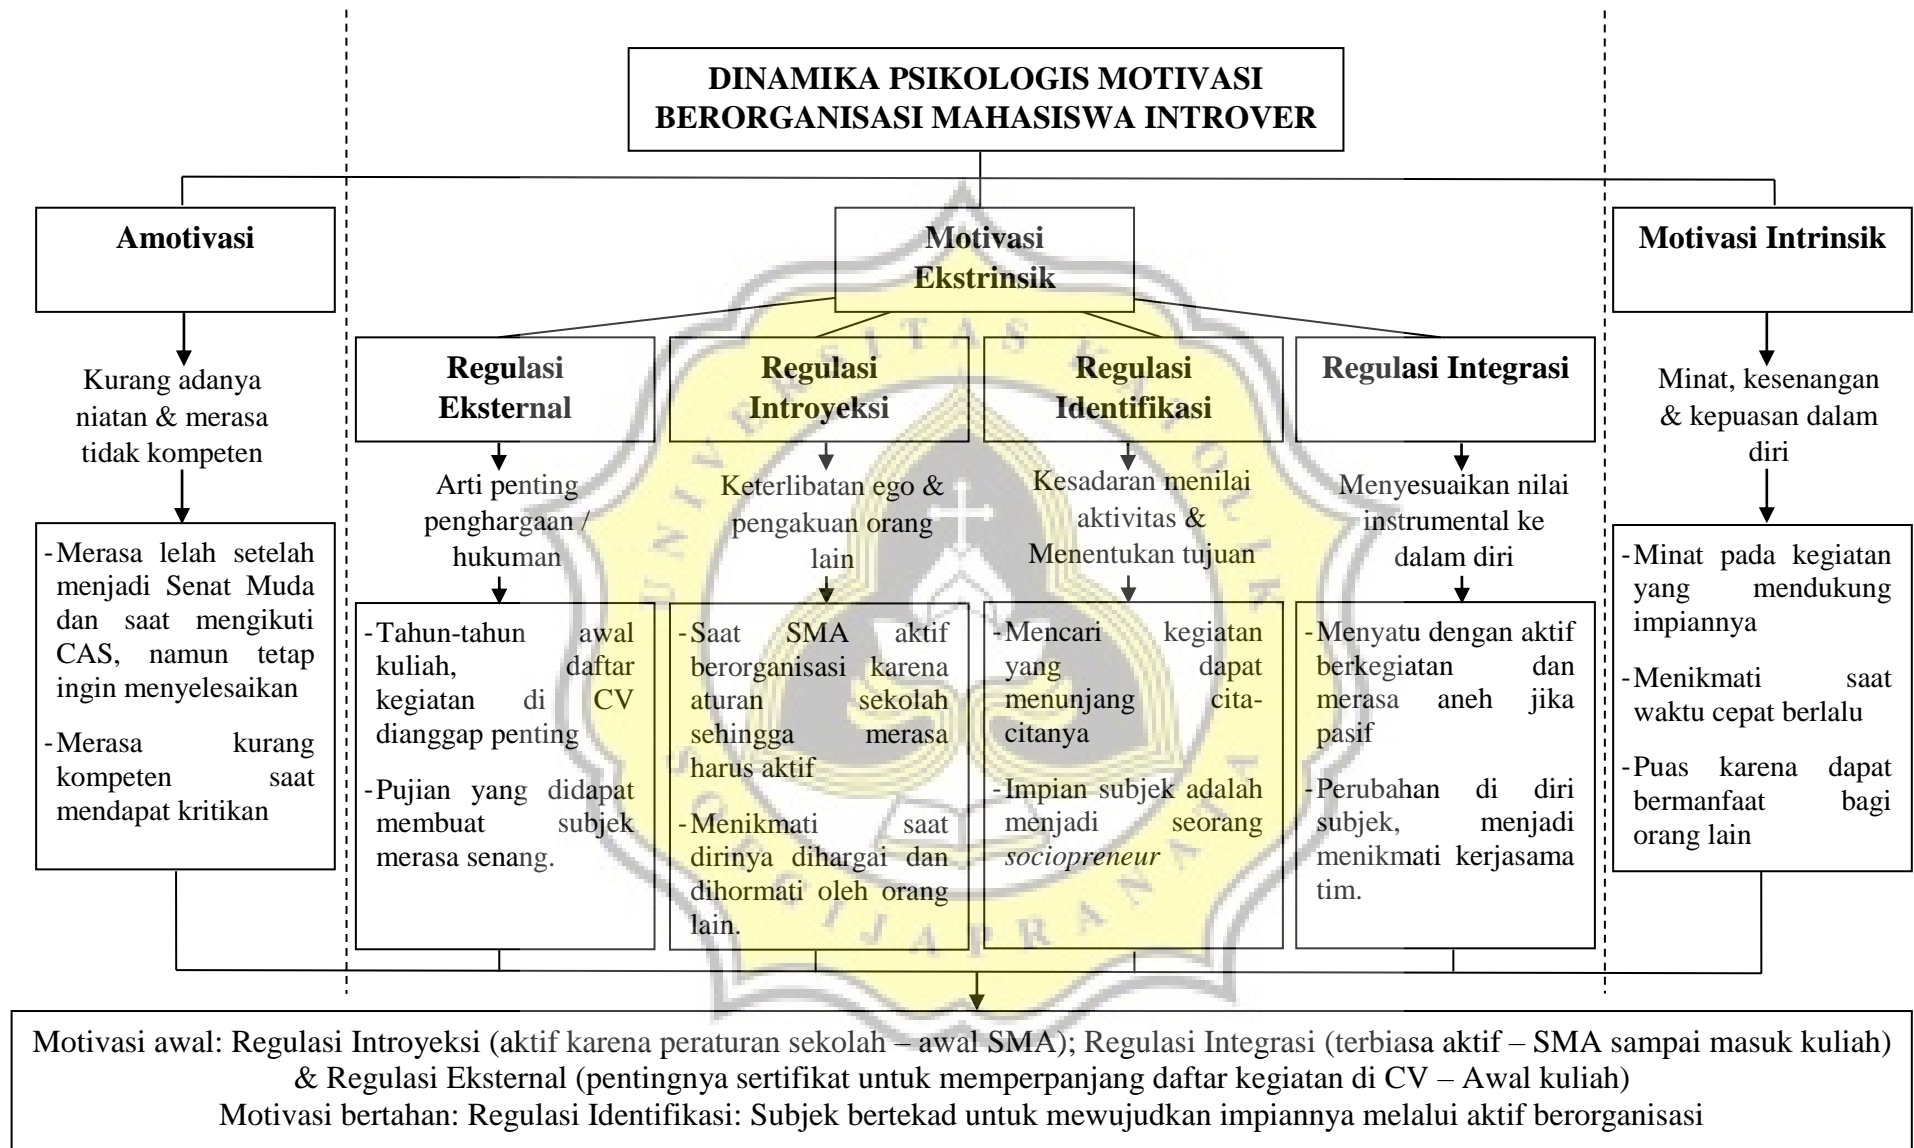 DINAMIKA PSIKOLOGIS MOTIVASI
BERORGANISASI MAHASISWA INTROVER
Amotivasi
Kurang adanya
niatan & merasa
tidak kompeten
-Merasa lelah setelah
menjadi Senat Muda
dan saat mengikuti
CAS, namun tetap
ingin menyelesaikan
-Merasa kurang
kompeten saat
mendapat kritikan
Motivasi
Ekstrinsik
Regulasi
Eksternal
Arti penting
penghargaan /
hukuman
-Tahun-tahun awal
kuliah, daftar
kegiatan di CV
dianggap penting
-Pujian yang didapat
membuat subjek
merasa senang.
Regulasi
Introyeksi
Keterlibatan ego &
pengakuan orang
lain
-Saat SMA aktif
berorganisasi karena
aturan sekolah
sehingga merasa
harus aktif
-Menikmati saat
dirinya dihargai dan
dihormati oleh orang
lain.
Regulasi
Identifikasi
Kesadaran menilai
aktivitas &
Menentukan tujuan
-Mencari kegiatan
yang dapat
menunjang cita-
citanya
-Impian subjek adalah
menjadi seorang
sociopreneur
Regulasi Integrasi
Menyesuaikan nilai
instrumental ke
dalam diri
-Menyatu dengan aktif
berkegiatan dan
merasa aneh jika
pasif
-Perubahan di diri
subjek, menjadi
menikmati kerjasama
tim.
Motivasi Intrinsik
Minat, kesenangan
& kepuasan dalam
diri
-Minat pada kegiatan
yang mendukung
impiannya
-Menikmati saat
waktu cepat berlalu
-Puas karena dapat
bermanfaat bagi
orang lain
Motivasi awal: Regulasi Introyeksi (aktif karena peraturan sekolah – awal SMA); Regulasi Integrasi (terbiasa aktif – SMA sampai masuk kuliah)
& Regulasi Eksternal (pentingnya sertifikat untuk memperpanjang daftar kegiatan di CV – Awal kuliah)
Motivasi bertahan: Regulasi Identifikasi: Subjek bertekad untuk mewujudkan impiannya melalui aktif berorganisasi
UNIVERSITAS KATOLIK
SOEGIJAPRANATA